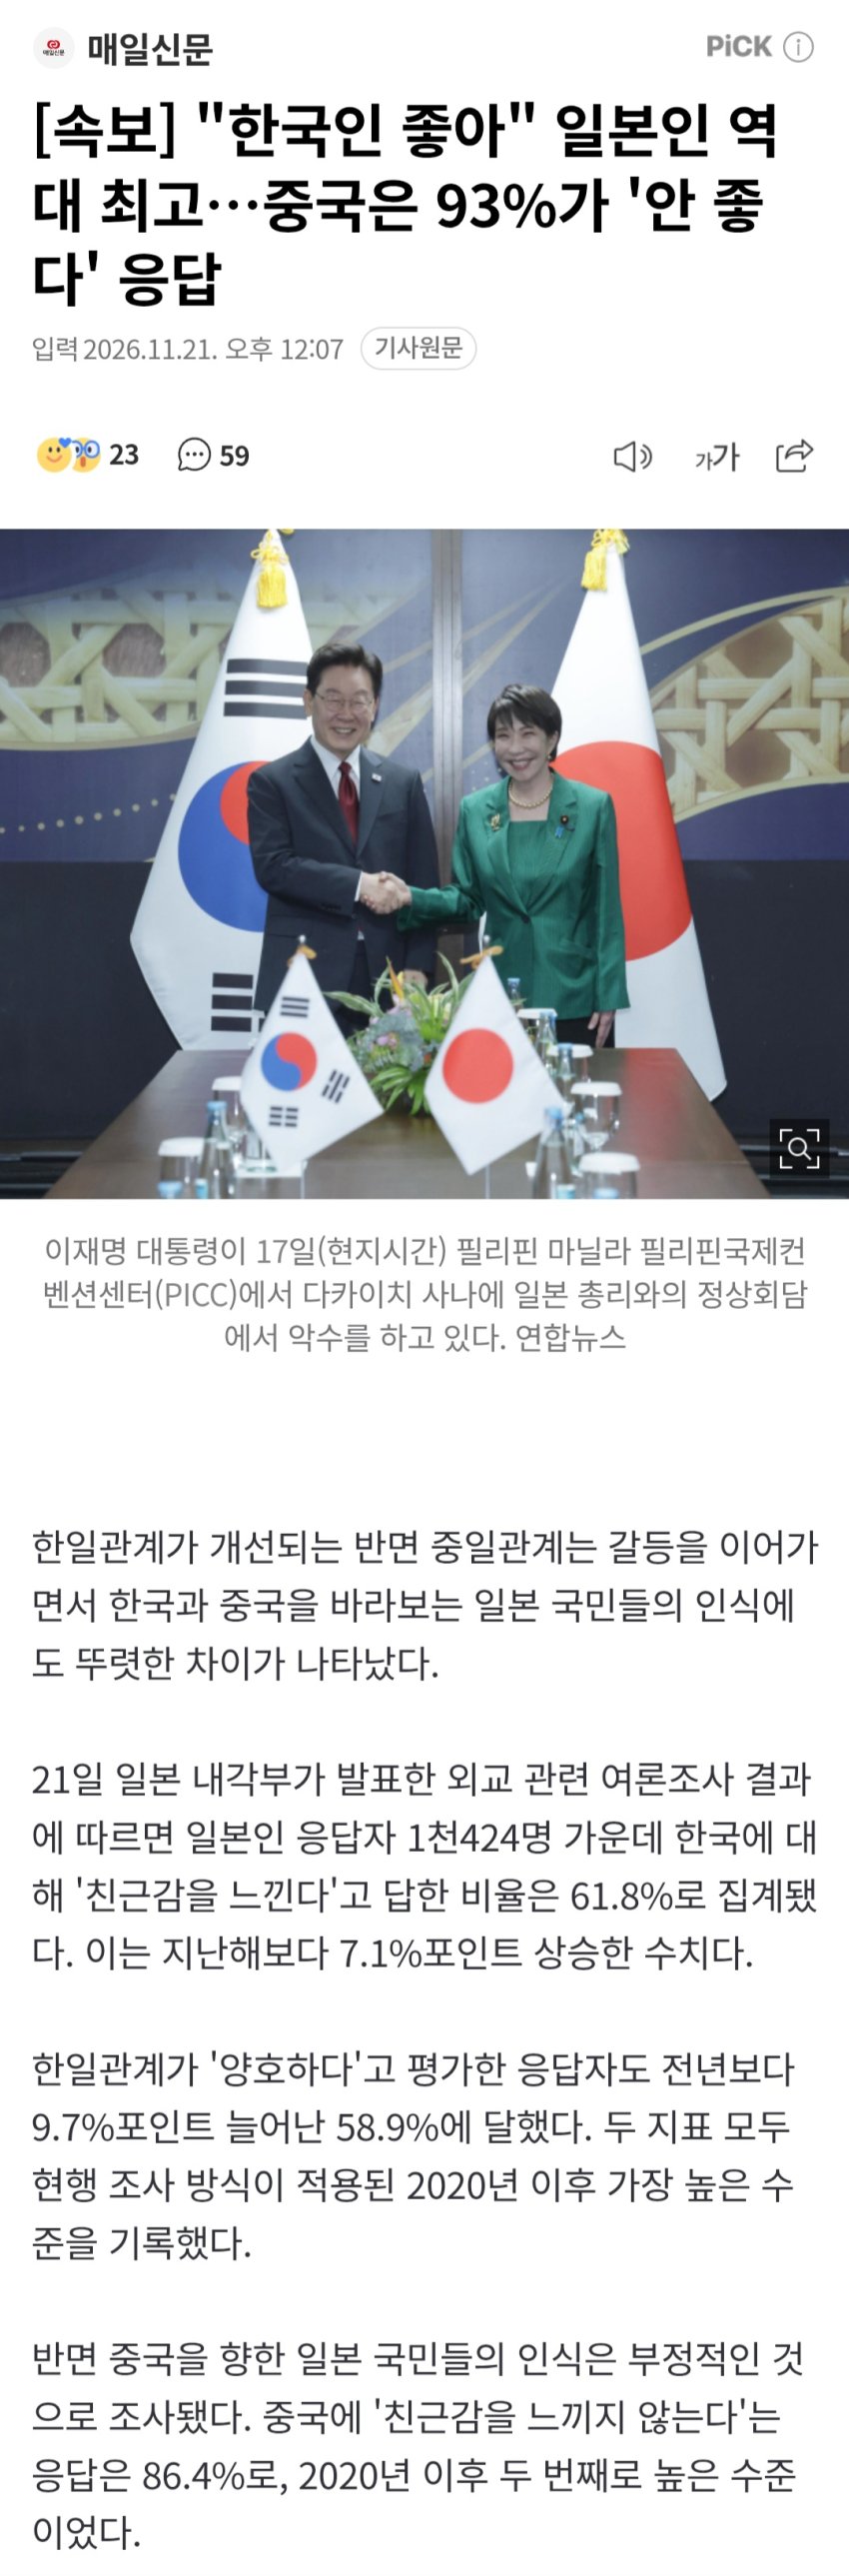 매일신문
PiCK
[속보] "한국인 좋아" 일본인 역
대 최고…중국은 93%가 '안 좋
다' 응답
입력 2026.11.21. 오후 12:07 기사원문
23 59
가가
이재명 대통령이 17일(현지시간) 필리핀 마닐라 필리핀국제컨
벤션센터(PICC)에서 다카이치 사나에 일본 총리와의 정상회담
에서 악수를 하고 있다. 연합뉴스
한일관계가 개선되는 반면 중일관계는 갈등을 이어가
면서 한국과 중국을 바라보는 일본 국민들의 인식에
도 뚜렷한 차이가 나타났다.
21일 일본 내각부가 발표한 외교 관련 여론조사 결과
에 따르면 일본인 응답자 1천424명 가운데 한국에 대
해 '친근감을 느낀다'고 답한 비율은 61.8%로 집계됐
다. 이는 지난해보다 7.1%포인트 상승한 수치다.
한일관계가 '양호하다'고 평가한 응답자도 전년보다
9.7%포인트 늘어난 58.9%에 달했다. 두 지표 모두
현행 조사 방식이 적용된 2020년 이후 가장 높은 수
준을 기록했다.
반면 중국을 향한 일본 국민들의 인식은 부정적인 것
으로 조사됐다. 중국에 '친근감을 느끼지 않는다'는
응답은 86.4%로, 2020년 이후 두 번째로 높은 수준
이었다.